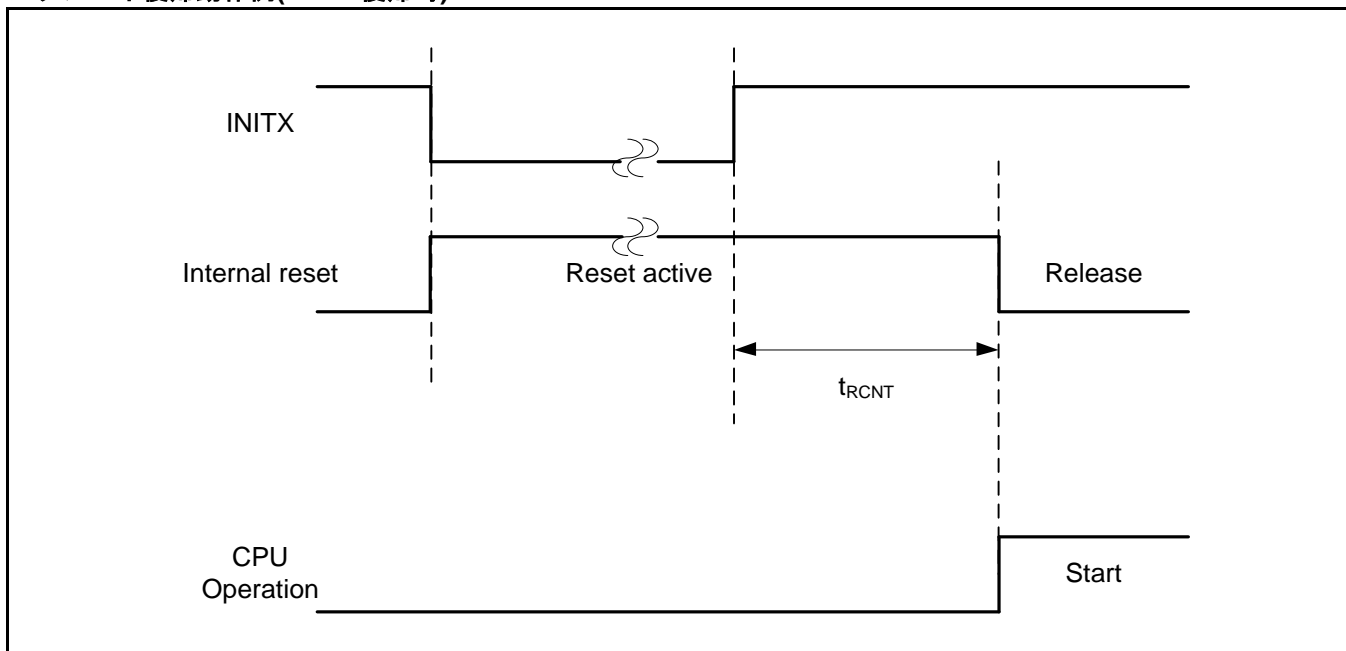 INITX
Internal reset
Reset active
Release
tRCNT
CPU
Operation
Start